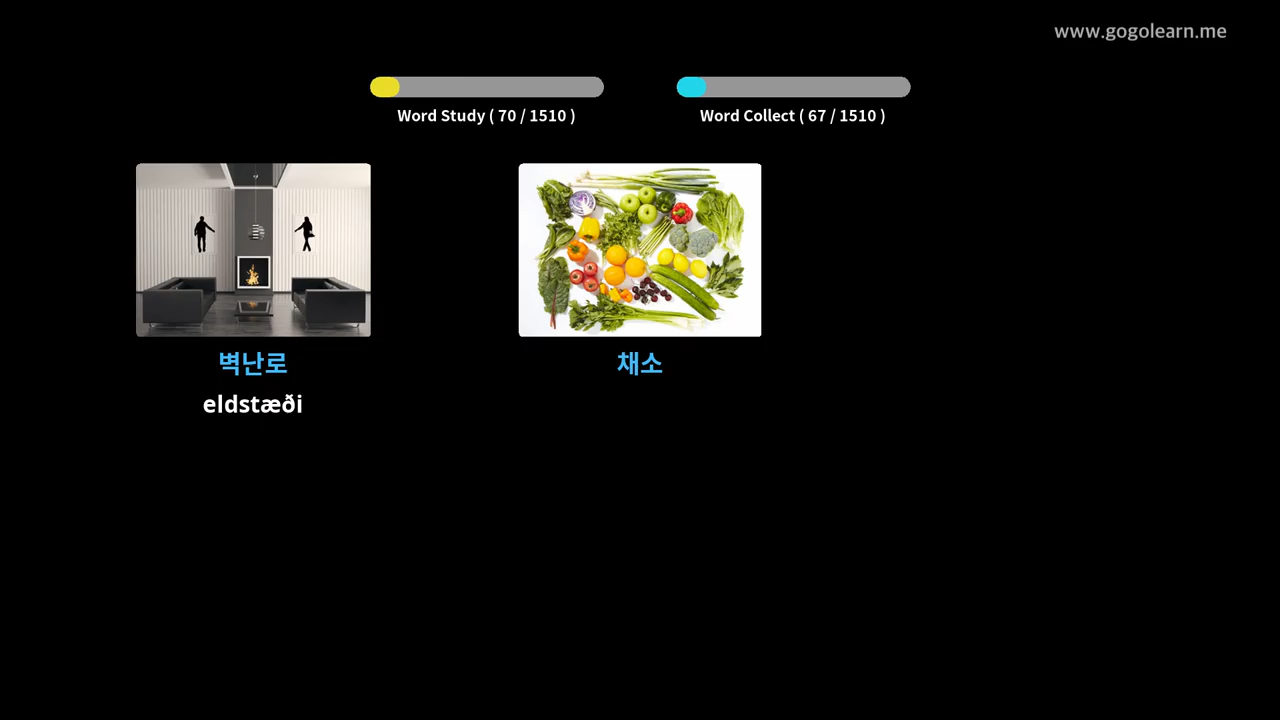 www.gogolearn.me
Word Study ( 70 / 1510 )
Word Collect ( 67 / 1510 )
벽난로
채소
eldstæði